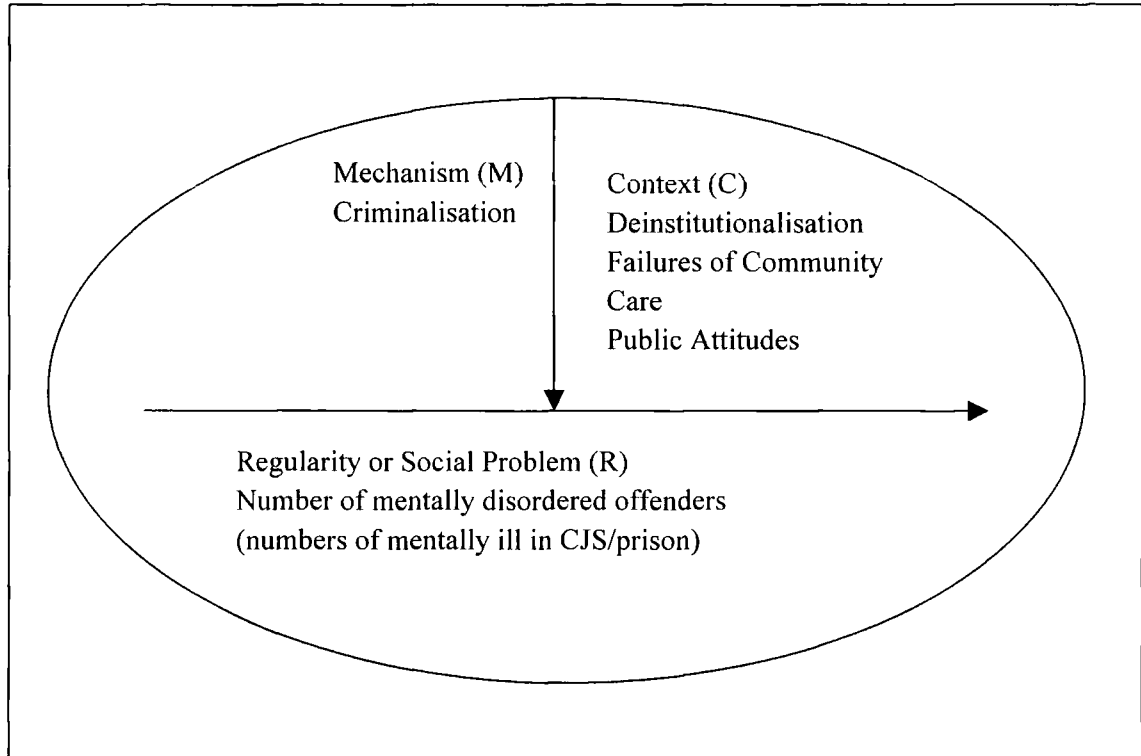 Mechanism (M)
Criminalisation
Context (C)
Deinstitutionalisation
Failures of Community
Care
Public Attitudes
Regularity or Social Problem (R)
Number of mentally disordered offenders
(numbers of mentally ill in CJS/prison)